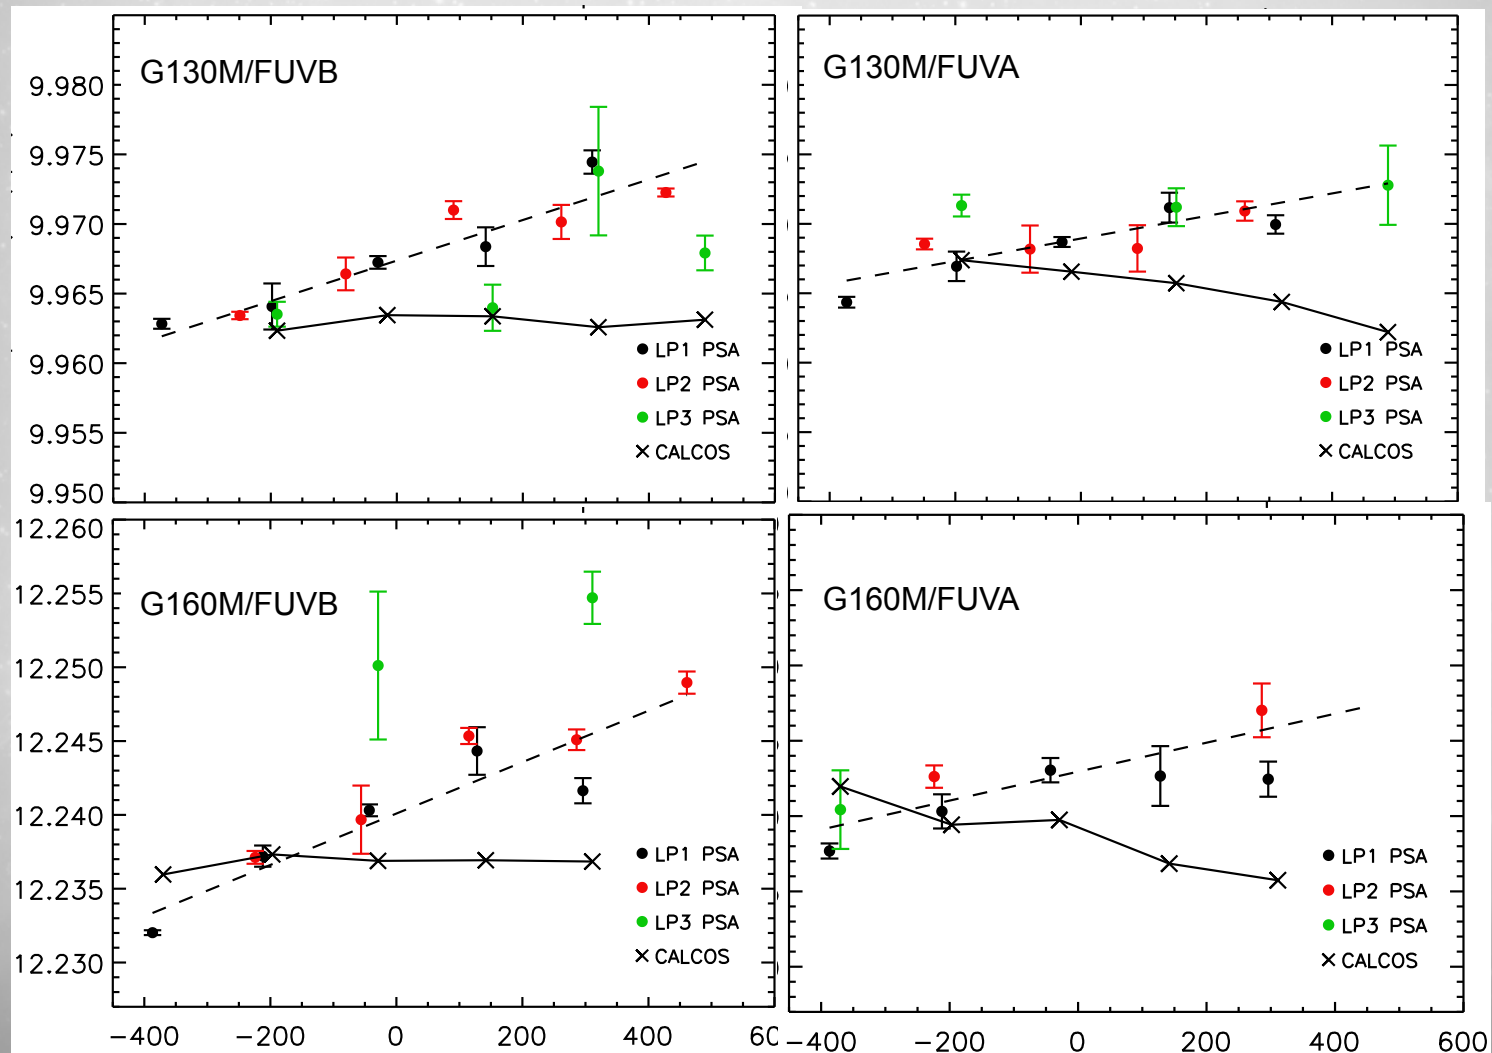 G130M/FUVB
9.980
9.975
9.970
9.965
9.960
9.955
9.950
LP1 PSA
LP2 PSA
LP3 PSA
CALCOS
G130M/FUVA
LP1 PSA
LP2 PSA
LP3 PSA
CALCOS
G160M/FUVB
12.260
12.255
12.250
12.245
12.240
12.235
12.230
LP1 PSA
LP2 PSA
LP3 PSA
CALCOS
−400 −200 0 200 400
G160M/FUVA
LP1 PSA
LP2 PSA
LP3 PSA
CALCOS
−400 −200 0 200 400 600